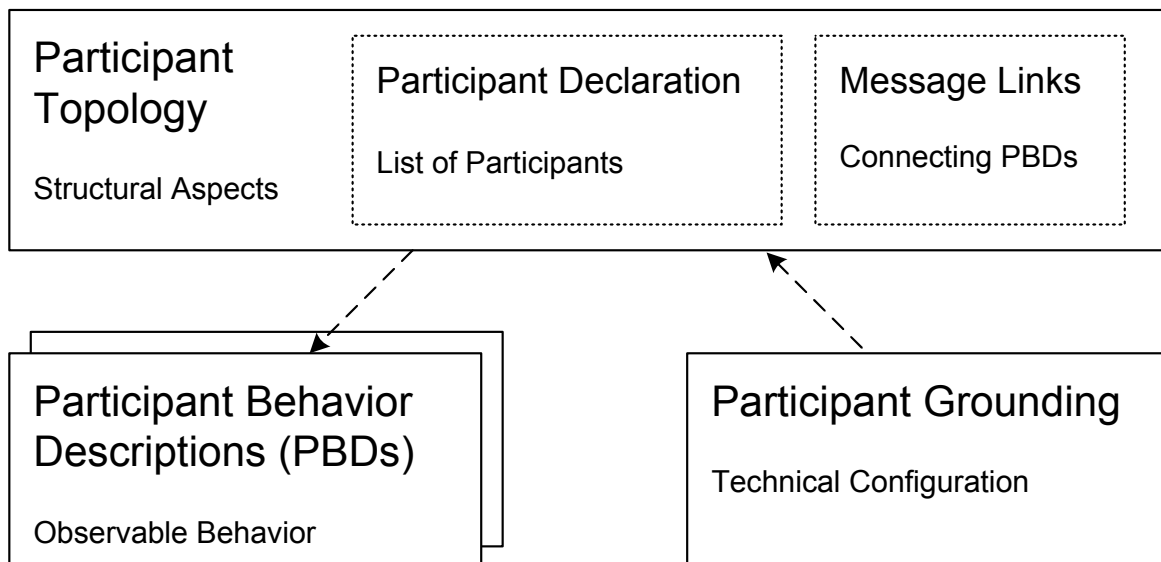 Participant
Topology
Structural Aspects
Participant Declaration
List of Participants
Message Links
Connecting PBDs
Participant Behavior
Descriptions (PBDs)
Observable Behavior
Participant Grounding
Technical Configuration